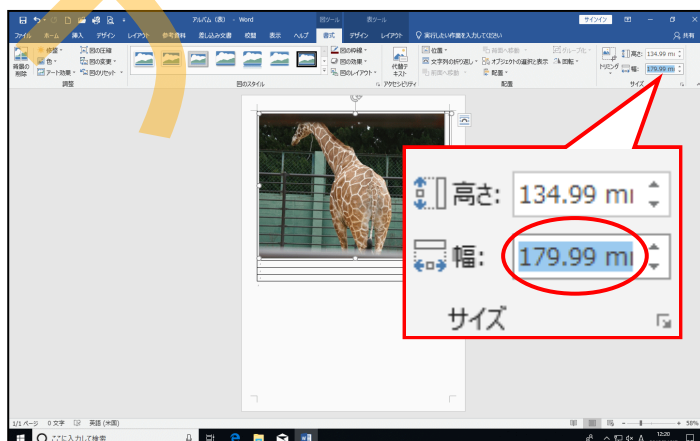 アルバム（表） - Word
図ツール
表ツール
サインイン
ファイル ホーム 挿入 デザイン レイアウト 参考資料 差し込み文書 校閲 表示 ヘルプ 書式 デザイン レイアウト 実行したい作業を入力してください 共有
背景の
削除
修整
色
アート効果
図の圧縮
図の変更
図のリセット
調整
図のスタイル
図の枠線
図の効果
図のレイアウト
代替テ
キスト
アクセシビリティ
位置
文字列の折り返し
前面へ移動
背面へ移動
オブジェクトの選択と表示
配置
グループ化
回転
配置
トリミング
高さ: 134.99 mi
幅: 179.99 mi
サイズ
高さ: 134.99 mi
幅: 179.99 mi
サイズ
1/1 ページ 0 文字 英語 (米国)
58%
ここに入力して検索
A
12:20